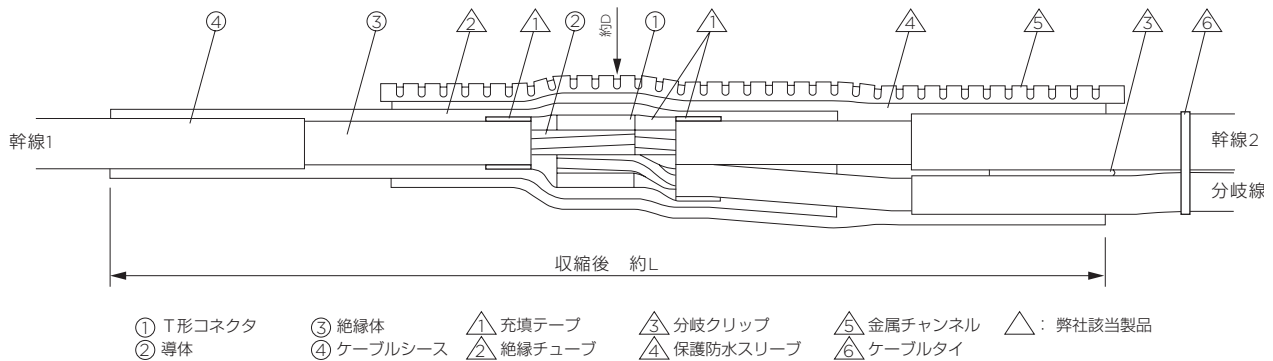 ④ ③ △2 △1 ② 約D ① △1 △4 △5 △3 △6
幹線1
幹線2
分岐線
収縮後 約L
① T形コネクタ ③ 絶縁体 △1 充填テープ △3 分岐クリップ △5 金属チャンネル △: 弊社該当製品
② 導体 ④ ケーブルシース △2 絶縁チューブ △4 保護防水スリーブ △6 ケーブルタイ